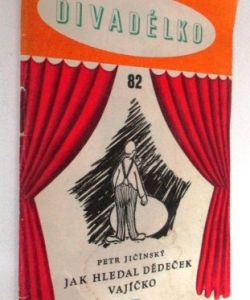 DIVADÉLKO
82
PETR JIČÍNSKÝ
JAK HLEDAL DĚDEČEK
VAJÍČKO